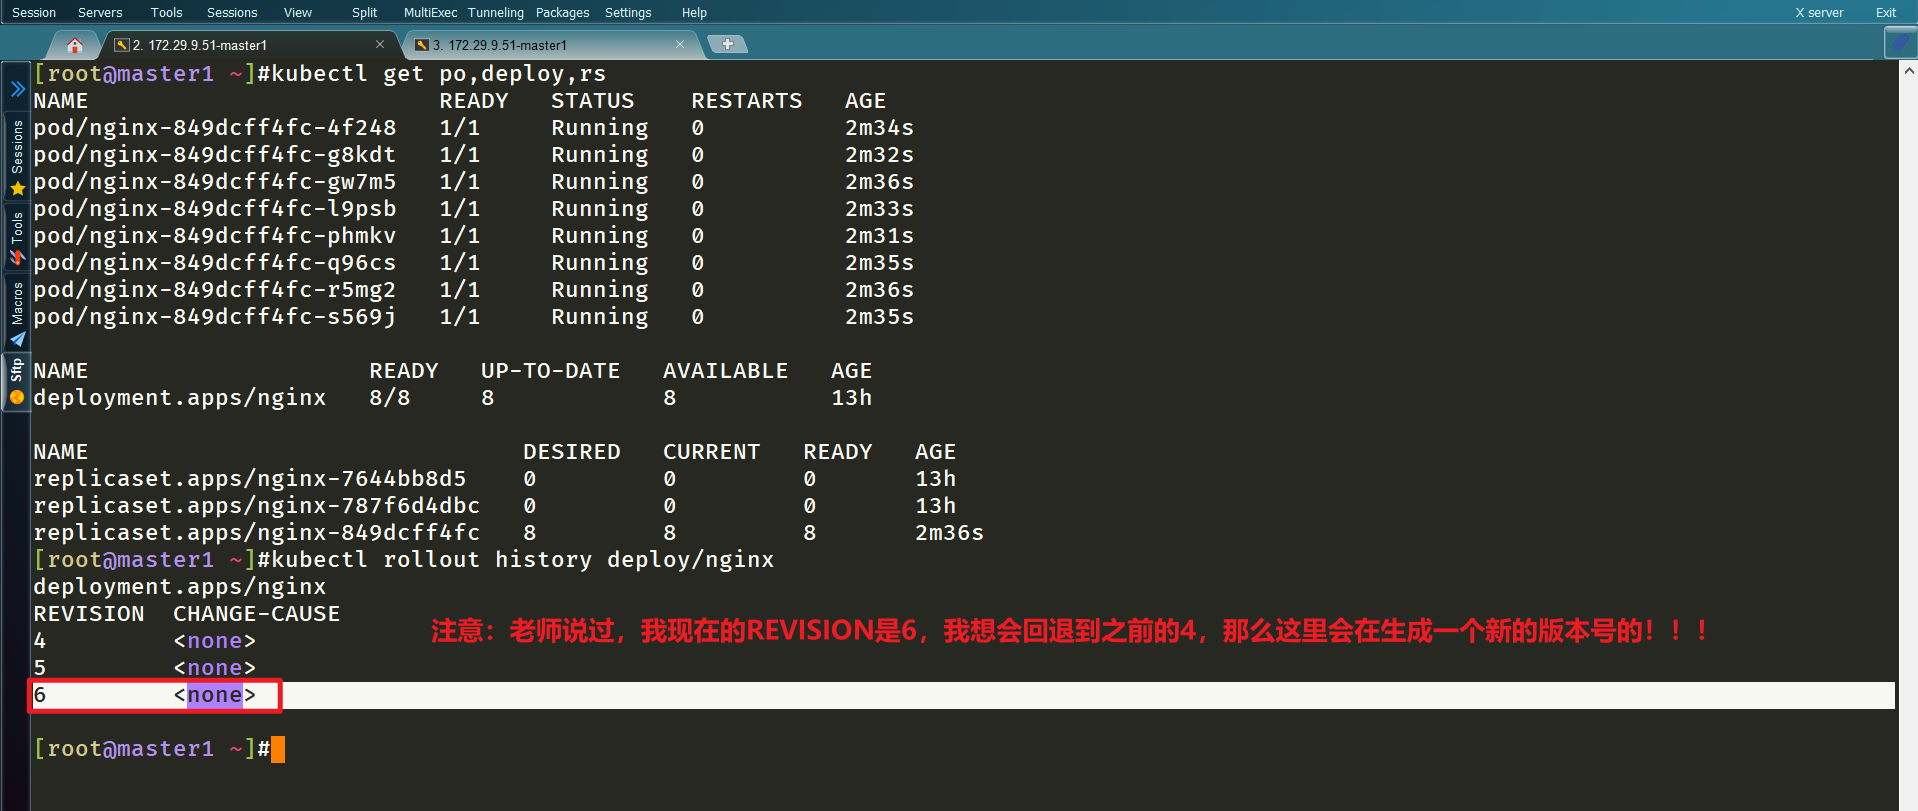 Session Servers Tools Sessions View Split MultiExec Tunneling Packages Settings Help X server Exit
2. 172.29.9.51-master1 3. 172.29.9.51-master1
Sessions
Tools
Macros
Sftp
[root@master1 ~]#kubectl get po,deploy,rs
NAME READY STATUS RESTARTS AGE
pod/nginx-849dcff4fc-4f248 1/1 Running 0 2m34s
pod/nginx-849dcff4fc-g8kdt 1/1 Running 0 2m32s
pod/nginx-849dcff4fc-gw7m5 1/1 Running 0 2m36s
pod/nginx-849dcff4fc-l9psb 1/1 Running 0 2m33s
pod/nginx-849dcff4fc-phmkv 1/1 Running 0 2m31s
pod/nginx-849dcff4fc-q96cs 1/1 Running 0 2m35s
pod/nginx-849dcff4fc-r5mg2 1/1 Running 0 2m36s
pod/nginx-849dcff4fc-s569j 1/1 Running 0 2m35s
NAME READY UP-TO-DATE AVAILABLE AGE
deployment.apps/nginx 8/8 8 8 13h
NAME DESIRED CURRENT READY AGE
replicaset.apps/nginx-7644bb8d5 0 0 0 13h
replicaset.apps/nginx-787f6d4dbc 0 0 0 13h
replicaset.apps/nginx-849dcff4fc 8 8 8 2m36s
[root@master1 ~]#kubectl rollout history deploy/nginx
deployment.apps/nginx
REVISION CHANGE-CAUSE
4 <none>
注意：老师说过，我现在的REVISION是6，我想会回退到之前的4，那么这里会在生成一个新的版本号的！！！
5 <none>
6 <none>
[root@master1 ~]#